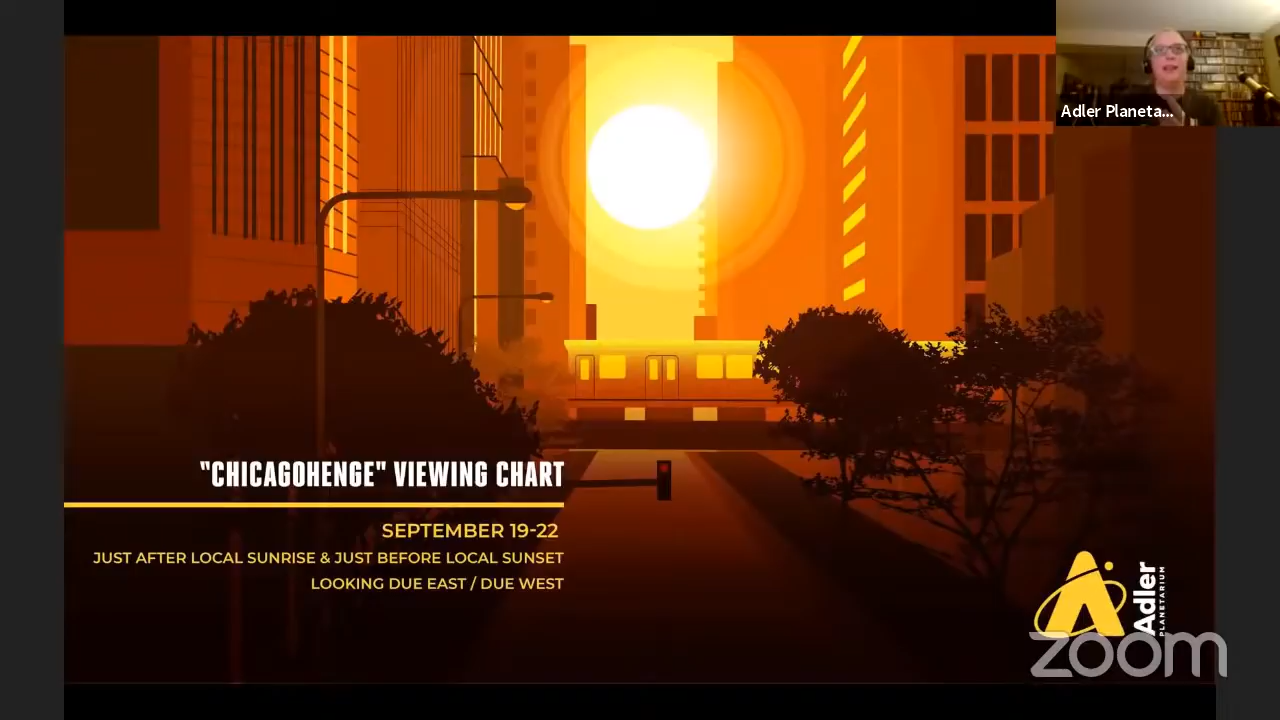 Adler Planeta...
"CHICAGOHENGE" VIEWING CHART
SEPTEMBER 19-22
JUST AFTER LOCAL SUNRISE & JUST BEFORE LOCAL SUNSET
LOOKING DUE EAST / DUE WEST
Adler
PLANETARIUM
zoom